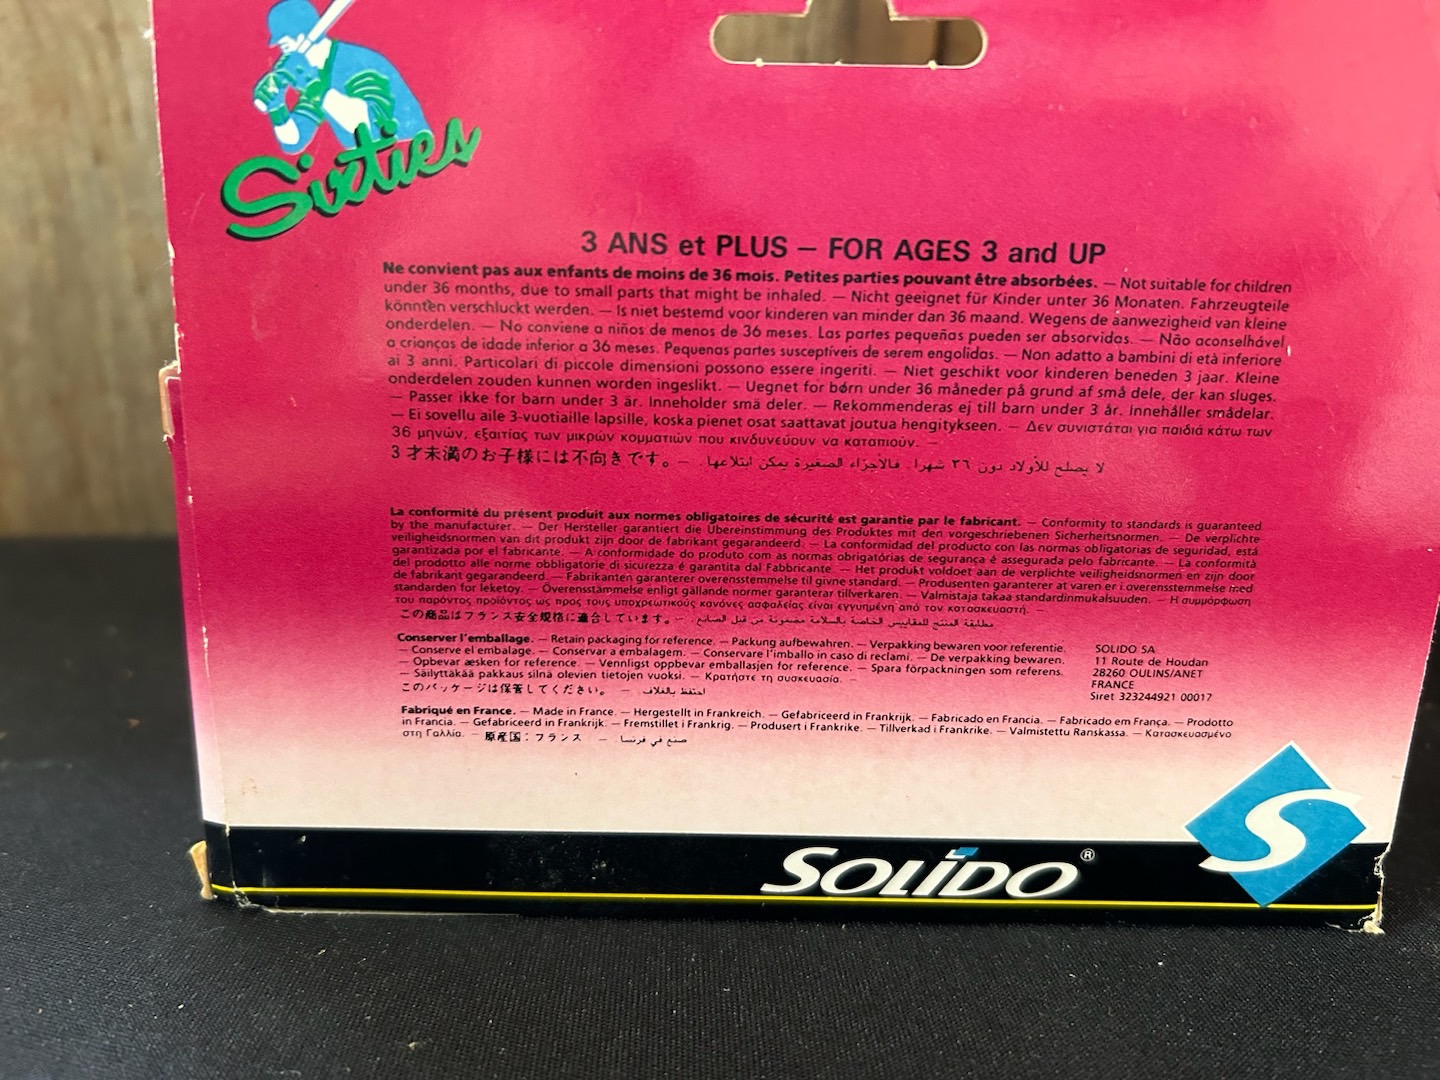 Sixties
3 ANS et PLUS – FOR AGES 3 and UP
Ne convient pas aux enfants de moins de 36 mois. Petites parties pouvant être absorbées. — Not suitable for children
under 36 months, due to small parts that might be inhaled. — Nicht geeignet für Kinder unter 36 Monaten. Fahrzeugteile
könnten verschluckt werden. — Is niet bestemd voor kinderen van minder dan 36 maand. Wegens de aanwezigheid van kleine
onderdelen. — No conviene a niños de menos de 36 meses. Las partes pequeñas pueden ser absorvidas. — Não aconselhável
a crianças de idade inferior a 36 meses. Pequenas partes susceptíveis de serem engolidas. — Non adatto a bambini di età inferiore
ai 3 anni. Particolari di piccole dimensioni possono essere ingeriti. — Niet geschikt voor kinderen beneden 3 jaar. Kleine
onderdelen zouden kunnen worden ingeslikt. — Uegnet for børn under 36 måneder på grund af små dele, der kan sluges.
— Passer ikke for barn under 3 år. Inneholder små deler. — Rekommenderas ej till barn under 3 år. Innehåller smådelar.
— Ei sovellu aile 3-vuotiaille lapsille, koska pienet osat saattavat joutua hengitykseen. — Δεν συνιστάται για παιδιά κάτω των
36 μηνών, εξαιτίας των μικρών κομματιών που κινδυνεύουν να καταπιούν. —
3 才未満のお子様には不向きです。 — لا يصلح للأولاد دون ٣٦ شهرا . فالأجزاء الصغيرة يمكن ابتلاعها .
La conformité du présent produit aux normes obligatoires de sécurité est garantie par le fabricant. — Conformity to standards is guaranteed
by the manufacturer. — Der Hersteller garantiert die Übereinstimmung des Produktes mit den vorgeschriebenen Sicherheitsnormen. — De verplichte
veiligheidsnormen van dit produkt zijn door de fabrikant gegarandeerd. — La conformidad del producto con las normas obligatorias de seguridad, está
garantizada por el fabricante. — A conformidade do produto com as normas obrigatórias de segurança é assegurada pelo fabricante. — La conformità
del prodotto alle norme obbligatorie di sicurezza é garantita dal Fabbricante. — Het produkt voldoet aan de verplichte veiligheidsnormen en zijn door
de fabrikant gegarandeerd. — Fabrikanten garanterer overensstemmelse til givne standard. — Produsenten garanterer at varen er i overensstemmelse med
standarden for leketoy. — Överensstämmelse enligt gällande normer garanterar tillverkaren. — Valmistaja takaa standardinmukaisuuden. — Η συμμόρφωση
του παρόντος προϊόντος ως προς τους υποχρεωτικούς κανόνες ασφαλείας είναι εγγυημένη από τον κατασκευαστή. —
この商品はフランス安全規格に適合しています。 — مطابقة المنتج للمقاييس الخاصة بالسلامة مضمونة من قبل الصانع .
Conserver l'emballage. — Retain packaging for reference. — Packung aufbewahren. — Verpakking bewaren voor referentie.
— Conserve el embalage. — Conservar a embalagem. — Conservare l'imballo in caso di reclami. — De verpakking bewaren.
— Opbevar æsken for reference. — Vennligst oppbevar emballasjen for reference. — Spara förpackningen som referens.
— Säilyttäkää pakkaus silnä olevien tietojen vuoksi. — Κρατήστε τη συσκευασία. —
このパッケージは保管してください。 — احتفظ بالغلاف .
SOLIDO SA
11 Route de Houdan
28260 OULINS/ANET
FRANCE
Siret 323244921 00017
Fabriqué en France. — Made in France. — Hergestellt in Frankreich. — Gefabriceerd in Frankrijk. — Fabricado en Francia. — Fabricado em França. — Prodotto
in Francia. — Gefabriceerd in Frankrijk. — Fremstillet i Frankrig. — Produsert i Frankrike. — Tillverkad i Frankrike. — Valmistettu Ranskassa. — Κατασκευασμένο
στη Γαλλία. — 原産国：フランス — صنع في فرنسا .
SOLIDO®
S